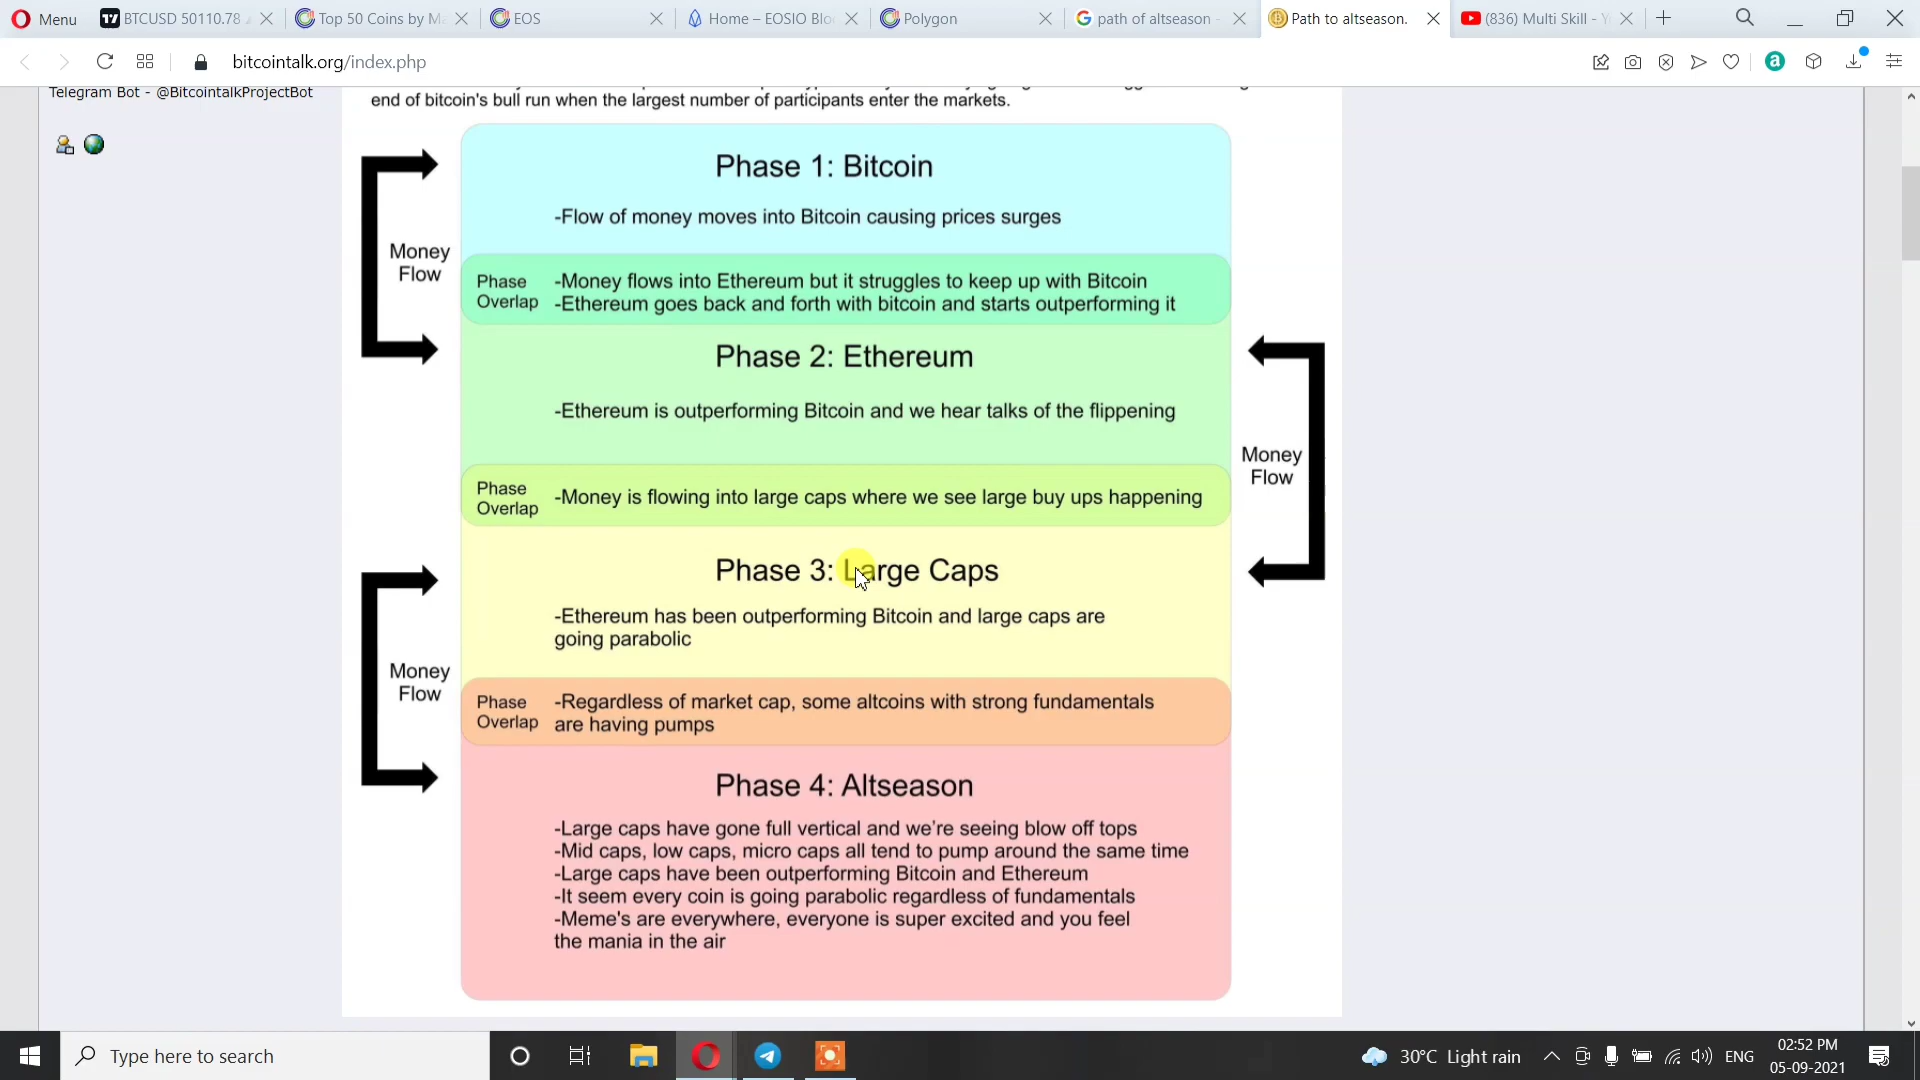 Menu
BTCUSD 50110.78
Top 50 Coins by Ma
EOS
Home – EOSIO Blo
Polygon
path of altseason -
Path to altseason.
(836) Multi Skill - Y
bitcointalk.org/index.php
Telegram Bot - @BitcointalkProjectBot
end of bitcoin's bull run when the largest number of participants enter the markets.
Phase 1: Bitcoin
-Flow of money moves into Bitcoin causing prices surges
Money
Flow
Phase
Overlap
-Money flows into Ethereum but it struggles to keep up with Bitcoin
-Ethereum goes back and forth with bitcoin and starts outperforming it
Phase 2: Ethereum
-Ethereum is outperforming Bitcoin and we hear talks of the flippening
Money
Flow
Phase
Overlap
-Money is flowing into large caps where we see large buy ups happening
Phase 3: Large Caps
-Ethereum has been outperforming Bitcoin and large caps are
going parabolic
Money
Flow
Phase
Overlap
-Regardless of market cap, some altcoins with strong fundamentals
are having pumps
Phase 4: Altseason
-Large caps have gone full vertical and we're seeing blow off tops
-Mid caps, low caps, micro caps all tend to pump around the same time
-Large caps have been outperforming Bitcoin and Ethereum
-It seem every coin is going parabolic regardless of fundamentals
-Meme's are everywhere, everyone is super excited and you feel
the mania in the air
Type here to search
30°C Light rain
ENG
02:52 PM
05-09-2021